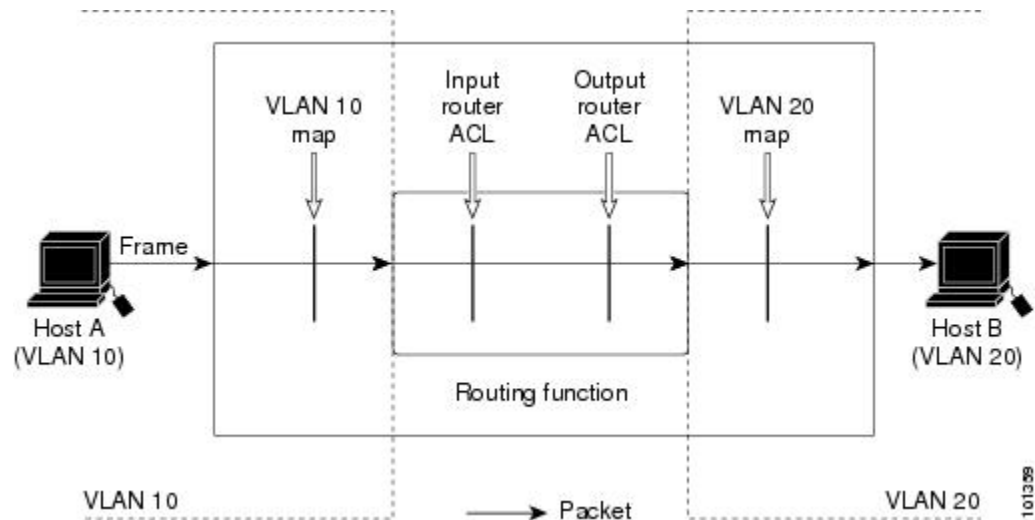 VLAN 10
map
Input
router
ACL
Output
router
ACL
VLAN 20
map
Frame
Host A
(VLAN 10)
Host B
(VLAN 20)
Routing function
VLAN 10
Packet
VLAN 20
101359